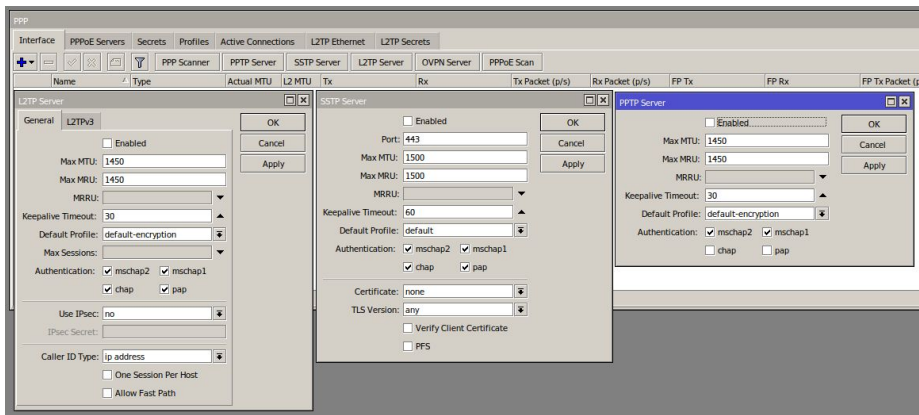 PPP
Interface PPPoE Servers Secrets Profiles Active Connections L2TP Ethernet L2TP Secrets
PPP Scanner PPTP Server SSTP Server L2TP Server OVPN Server PPPoE Scan
Name Type Actual MTU L2 MTU Tx Rx Tx Packet (p/s) Rx Packet (p/s) FP Tx FP Rx FP Tx Packet (p
L2TP Server
General L2TPv3
Enabled
Max MTU: 1450
Max MRU: 1450
MRRU:
Keepalive Timeout: 30
Default Profile: default-encryption
Max Sessions:
Authentication: mschap2 mschap1
chap pap
Use IPsec: no
IPsec Secret:
Caller ID Type: ip address
One Session Per Host
Allow Fast Path
OK
Cancel
Apply
SSTP Server
Enabled
Port: 443
Max MTU: 1500
Max MRU: 1500
MRRU:
Keepalive Timeout: 60
Default Profile: default
Authentication: mschap2 mschap1
chap pap
Certificate: none
TLS Version: any
Verify Client Certificate
PFS
OK
Cancel
Apply
PPTP Server
Enabled
Max MTU: 1450
Max MRU: 1450
MRRU:
Keepalive Timeout: 30
Default Profile: default-encryption
Authentication: mschap2 mschap1
chap pap
OK
Cancel
Apply